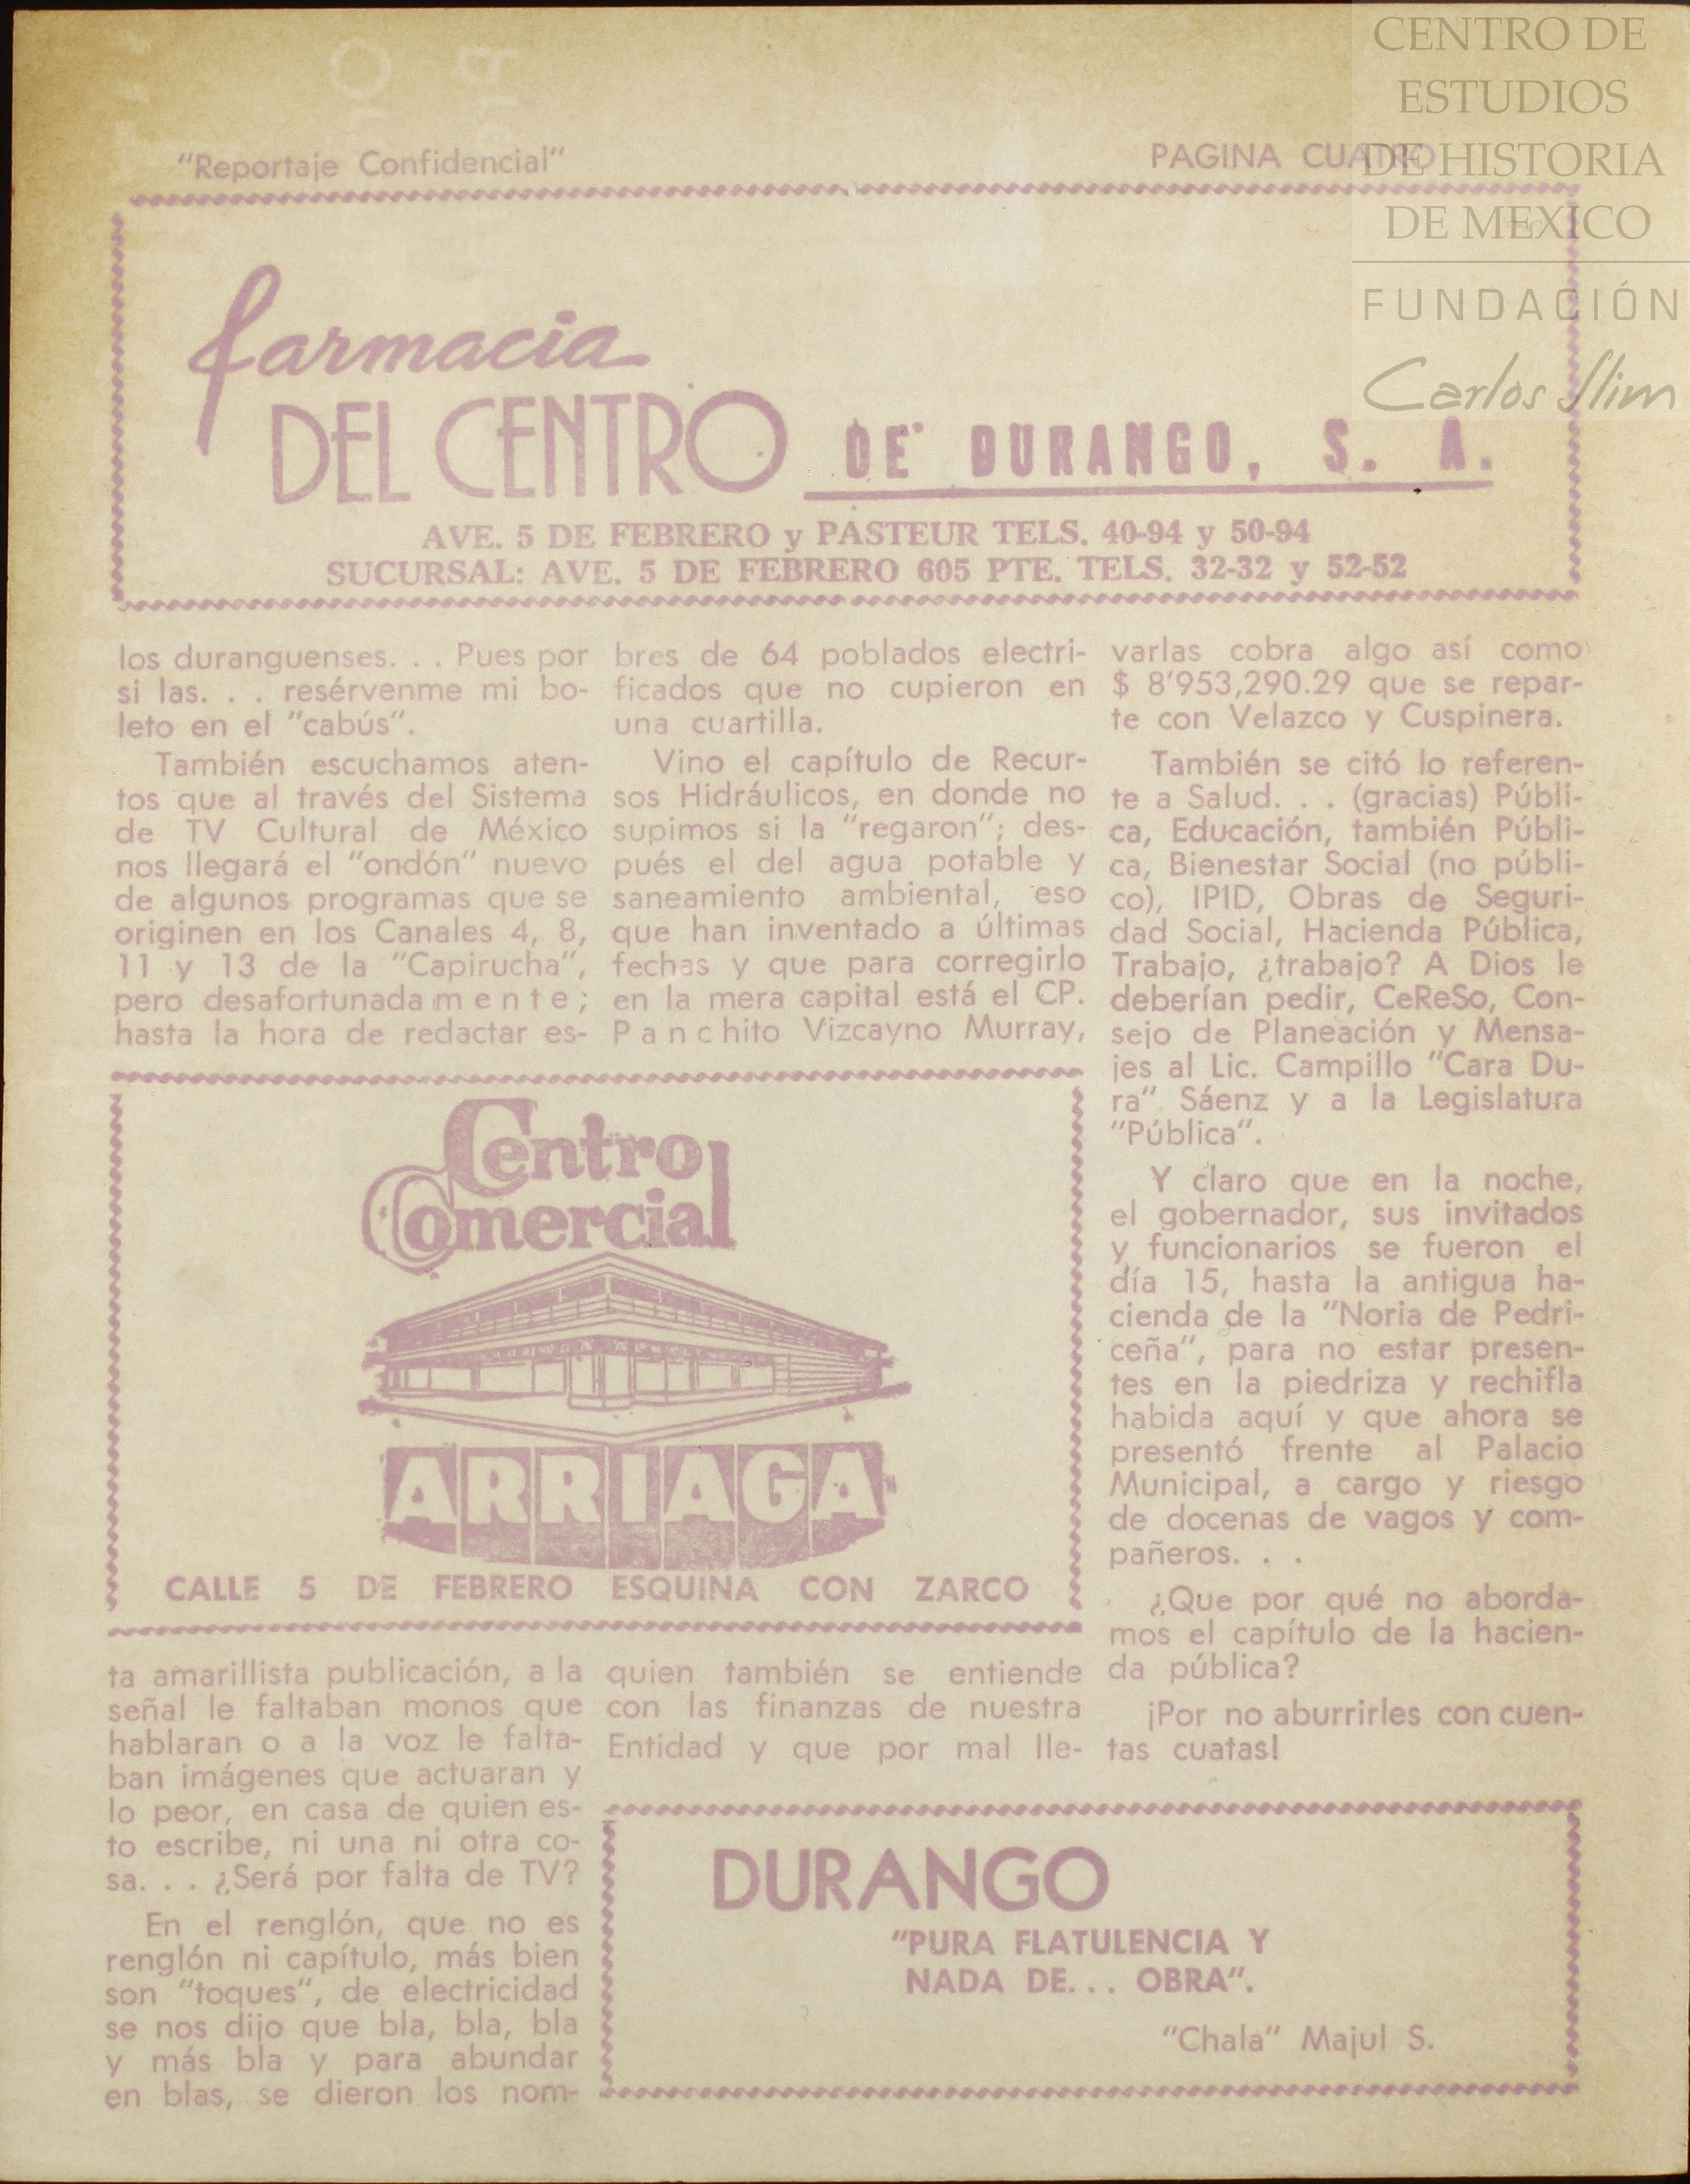 CENTRO DE
ESTUDIOS
DE HISTORIA
DE MEXICO
FUNDACIÓN
Carlos Slim
"Reportaje Confidencial"
PAGINA CUATRO
farmacia
DEL CENTRO DE DURANGO, S. A.
AVE. 5 DE FEBRERO y PASTEUR TELS. 40-94 y 50-94
SUCURSAL: AVE. 5 DE FEBRERO 605 PTE. TELS. 32-32 y 52-52
los duranguenses. . . Pues por
si las. . . resérvenme mi bo-
leto en el "cabús".
También escuchamos aten-
tos que al través del Sistema
de TV Cultural de México
nos llegará el "ondón" nuevo
de algunos programas que se
originen en los Canales 4, 8,
11 y 13 de la "Capirucha",
pero desafortunadamente;
hasta la hora de redactar es-
ta amarillista publicación, a la
señal le faltaban monos que
hablaran o a la voz le falta-
ban imágenes que actuaran y
lo peor, en casa de quien es-
to escribe, ni una ni otra co-
sa. . . ¿Será por falta de TV?
En el renglón, que no es
renglón ni capítulo, más bien
son "toques", de electricidad
se nos dijo que bla, bla, bla
y más bla y para abundar
en blas, se dieron los nom-
bres de 64 poblados electri-
ficados que no cupieron en
una cuartilla.
Vino el capítulo de Recur-
sos Hidráulicos, en donde no
supimos si la "regaron"; des-
pués el del agua potable y
saneamiento ambiental, eso
que han inventado a últimas
fechas y que para corregirlo
en la mera capital está el CP.
Panchito Vizcayno Murray,
quien también se entiende
con las finanzas de nuestra
Entidad y que por mal lle-
varlas cobra algo así como
$ 8'953,290.29 que se repar-
te con Velazco y Cuspinera.
También se citó lo referen-
te a Salud. . . (gracias) Públi-
ca, Educación, también Públi-
ca, Bienestar Social (no públi-
co), IPID, Obras de Seguri-
dad Social, Hacienda Pública,
Trabajo, ¿trabajo? A Dios le
deberían pedir, CeReSo, Con-
sejo de Planeación y Mensa-
jes al Lic. Campillo "Cara Du-
ra" Sáenz y a la Legislatura
"Pública".
Y claro que en la noche,
el gobernador, sus invitados
y funcionarios se fueron el
día 15, hasta la antigua ha-
cienda de la "Noria de Pedri-
ceña", para no estar presen-
tes en la piedriza y rechifla
habida aquí y que ahora se
presentó frente al Palacio
Municipal, a cargo y riesgo
de docenas de vagos y com-
pañeros. . .
¿Que por qué no aborda-
mos el capítulo de la hacien-
da pública?
¡Por no aburrirles con cuen-
tas cuatas!
Centro
Comercial
ARRIAGA
CALLE 5 DE FEBRERO ESQUINA CON ZARCO
DURANGO
"PURA FLATULENCIA Y
NADA DE. . . OBRA".
"Chala" Majul S.